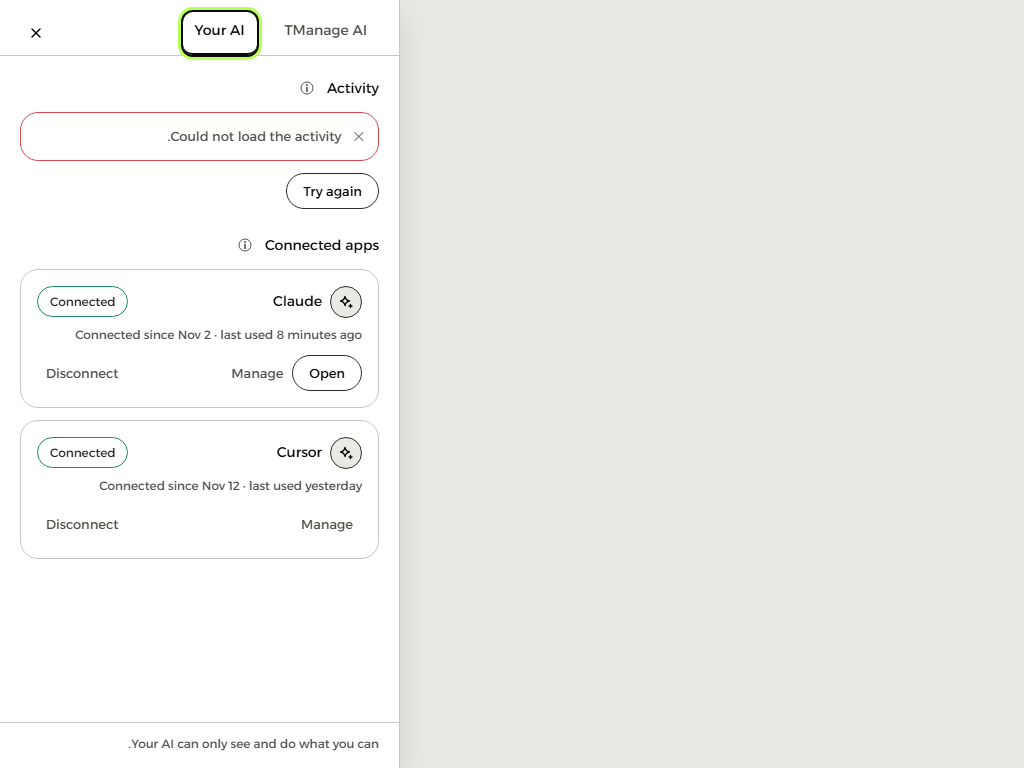 TManage AI
Your AI
Activity
.Could not load the activity
Try again
Connected apps
Claude
Connected
Connected since Nov 2 · last used 8 minutes ago
Open
Manage
Disconnect
Cursor
Connected
Connected since Nov 12 · last used yesterday
Manage
Disconnect
.Your AI can only see and do what you can